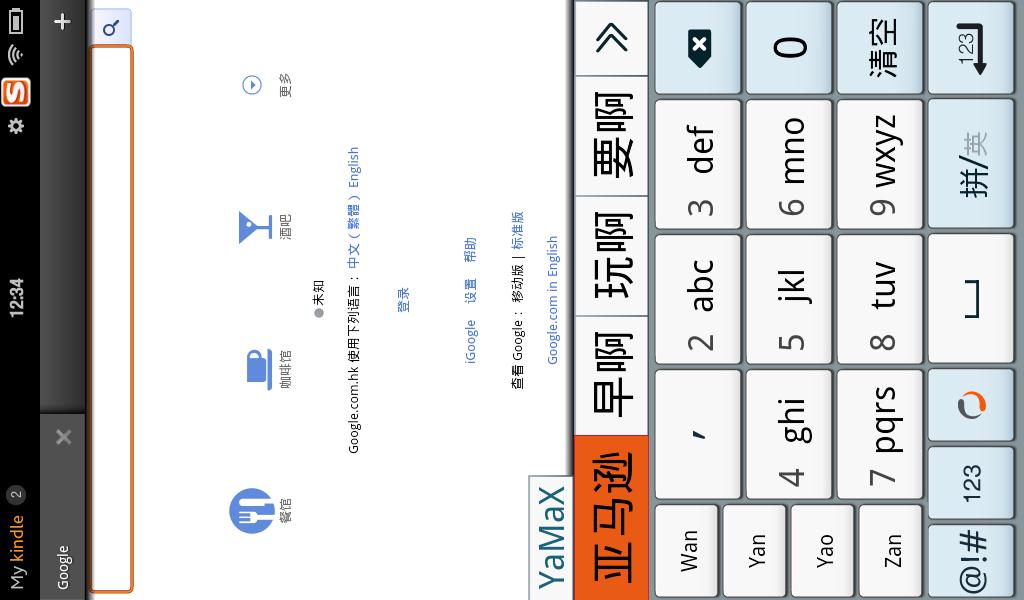 My kindle 2 12:34 S
Google
餐馆 咖啡馆 酒吧 更多
未知
Google.com.hk 使用下列语言： 中文（繁體） English
登录
iGoogle 设置 帮助
查看 Google： 移动版 | 标准版
Google.com in English
YaMaX
亚马逊 早啊 玩啊 要啊
Wan
Yan
Yao
Zan
, 2 abc 3 def
4 ghi 5 jkl 6 mno 0
7 pqrs 8 tuv 9 wxyz 清空
@!# 123 拼/英 123